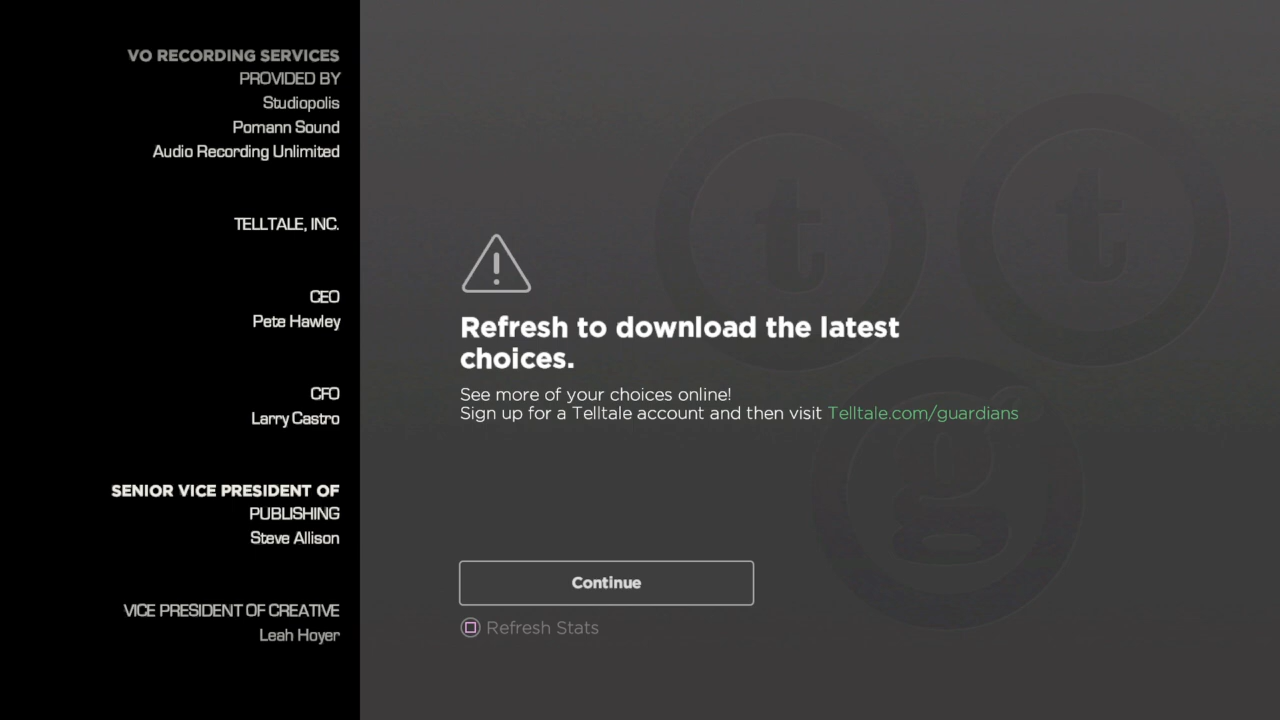 VO RECORDING SERVICES
PROVIDED BY
Studiopolis
Pomann Sound
Audio Recording Unlimited
TELLTALE, INC.
CEO
Pete Hawley
CFO
Larry Castro
SENIOR VICE PRESIDENT OF
PUBLISHING
Steve Allison
VICE PRESIDENT OF CREATIVE
Leah Hoyer
t t
g
Refresh to download the latest
choices.
See more of your choices online!
Sign up for a Telltale account and then visit Telltale.com/guardians
Continue
Refresh Stats